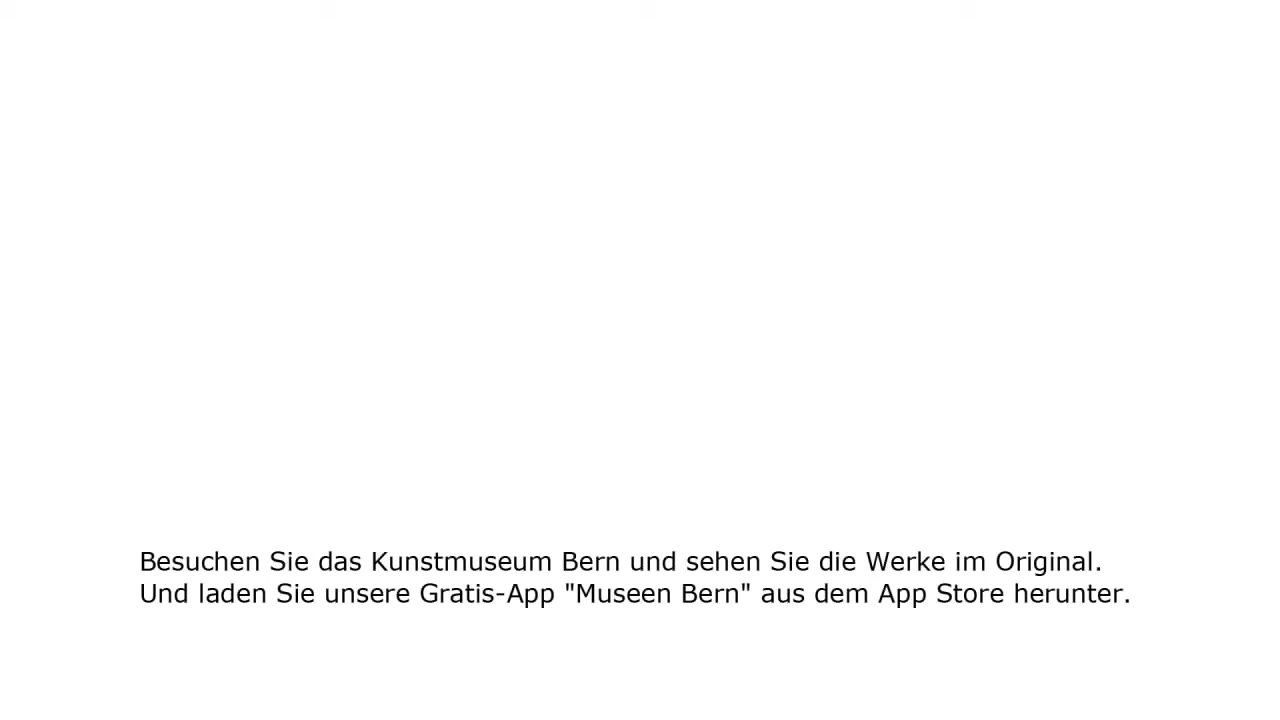 Besuchen Sie das Kunstmuseum Bern und sehen Sie die Werke im Original.
Und laden Sie unsere Gratis-App "Museen Bern" aus dem App Store herunter.